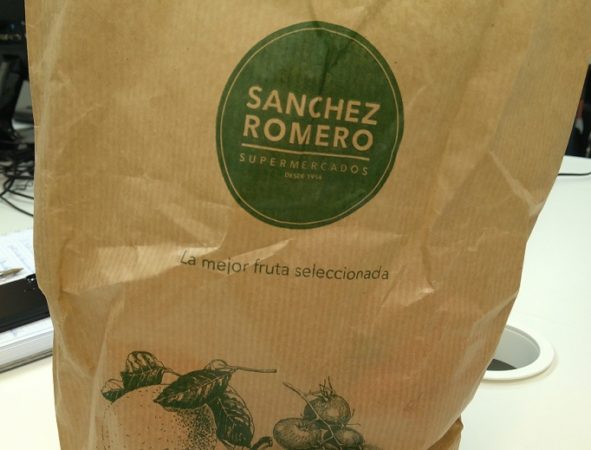 SANCHEZ
ROMERO
SUPERMERCADOS
DESDE 1954
La mejor fruta seleccionada